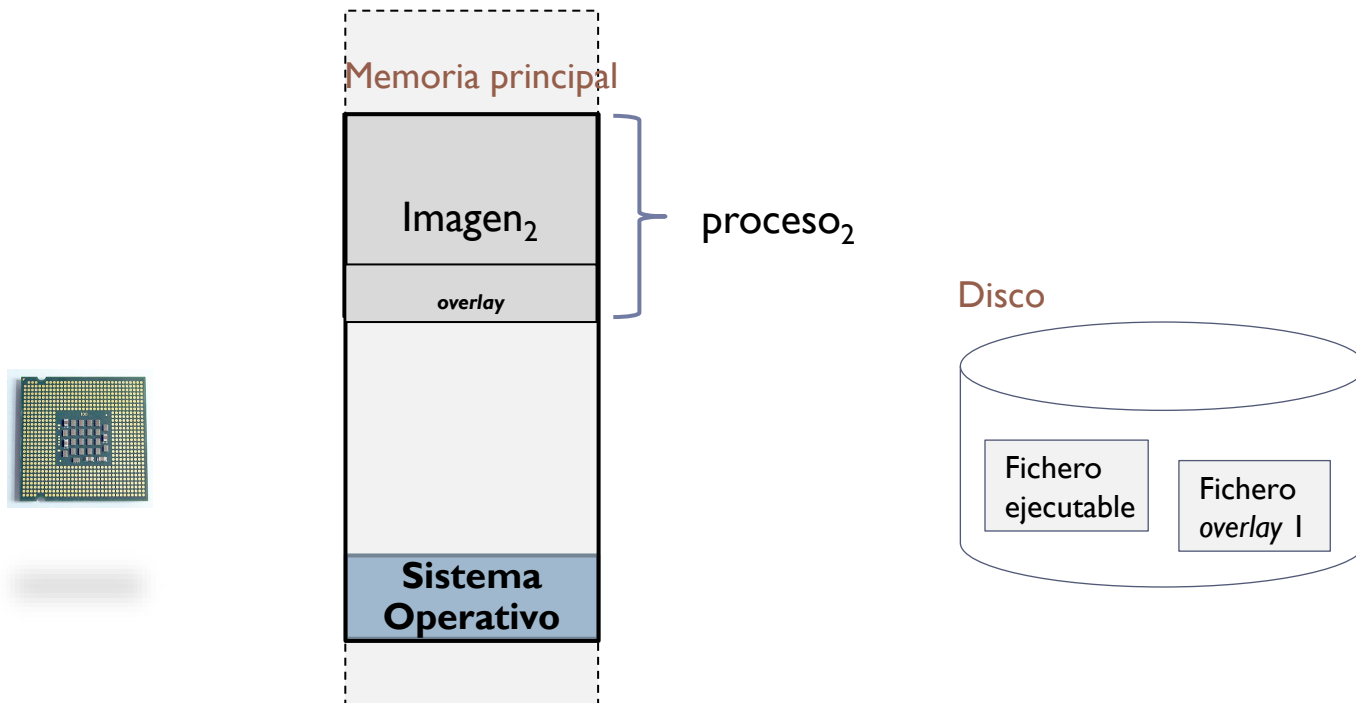 Memoria principal
Imagen₂
proceso₂
overlay
Disco
Fichero
ejecutable
Fichero
overlay 1
Sistema
Operativo